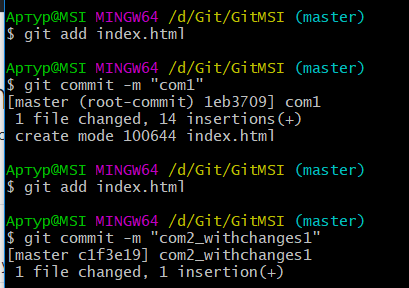 Артур@MSI MINGW64 /d/Git/GitMSI (master)
$ git add index.html
Артур@MSI MINGW64 /d/Git/GitMSI (master)
$ git commit -m "com1"
[master (root-commit) 1eb3709] com1
1 file changed, 14 insertions(+)
create mode 100644 index.html
Артур@MSI MINGW64 /d/Git/GitMSI (master)
$ git add index.html
Артур@MSI MINGW64 /d/Git/GitMSI (master)
$ git commit -m "com2_withchanges1"
[master c1f3e19] com2_withchanges1
1 file changed, 1 insertion(+)